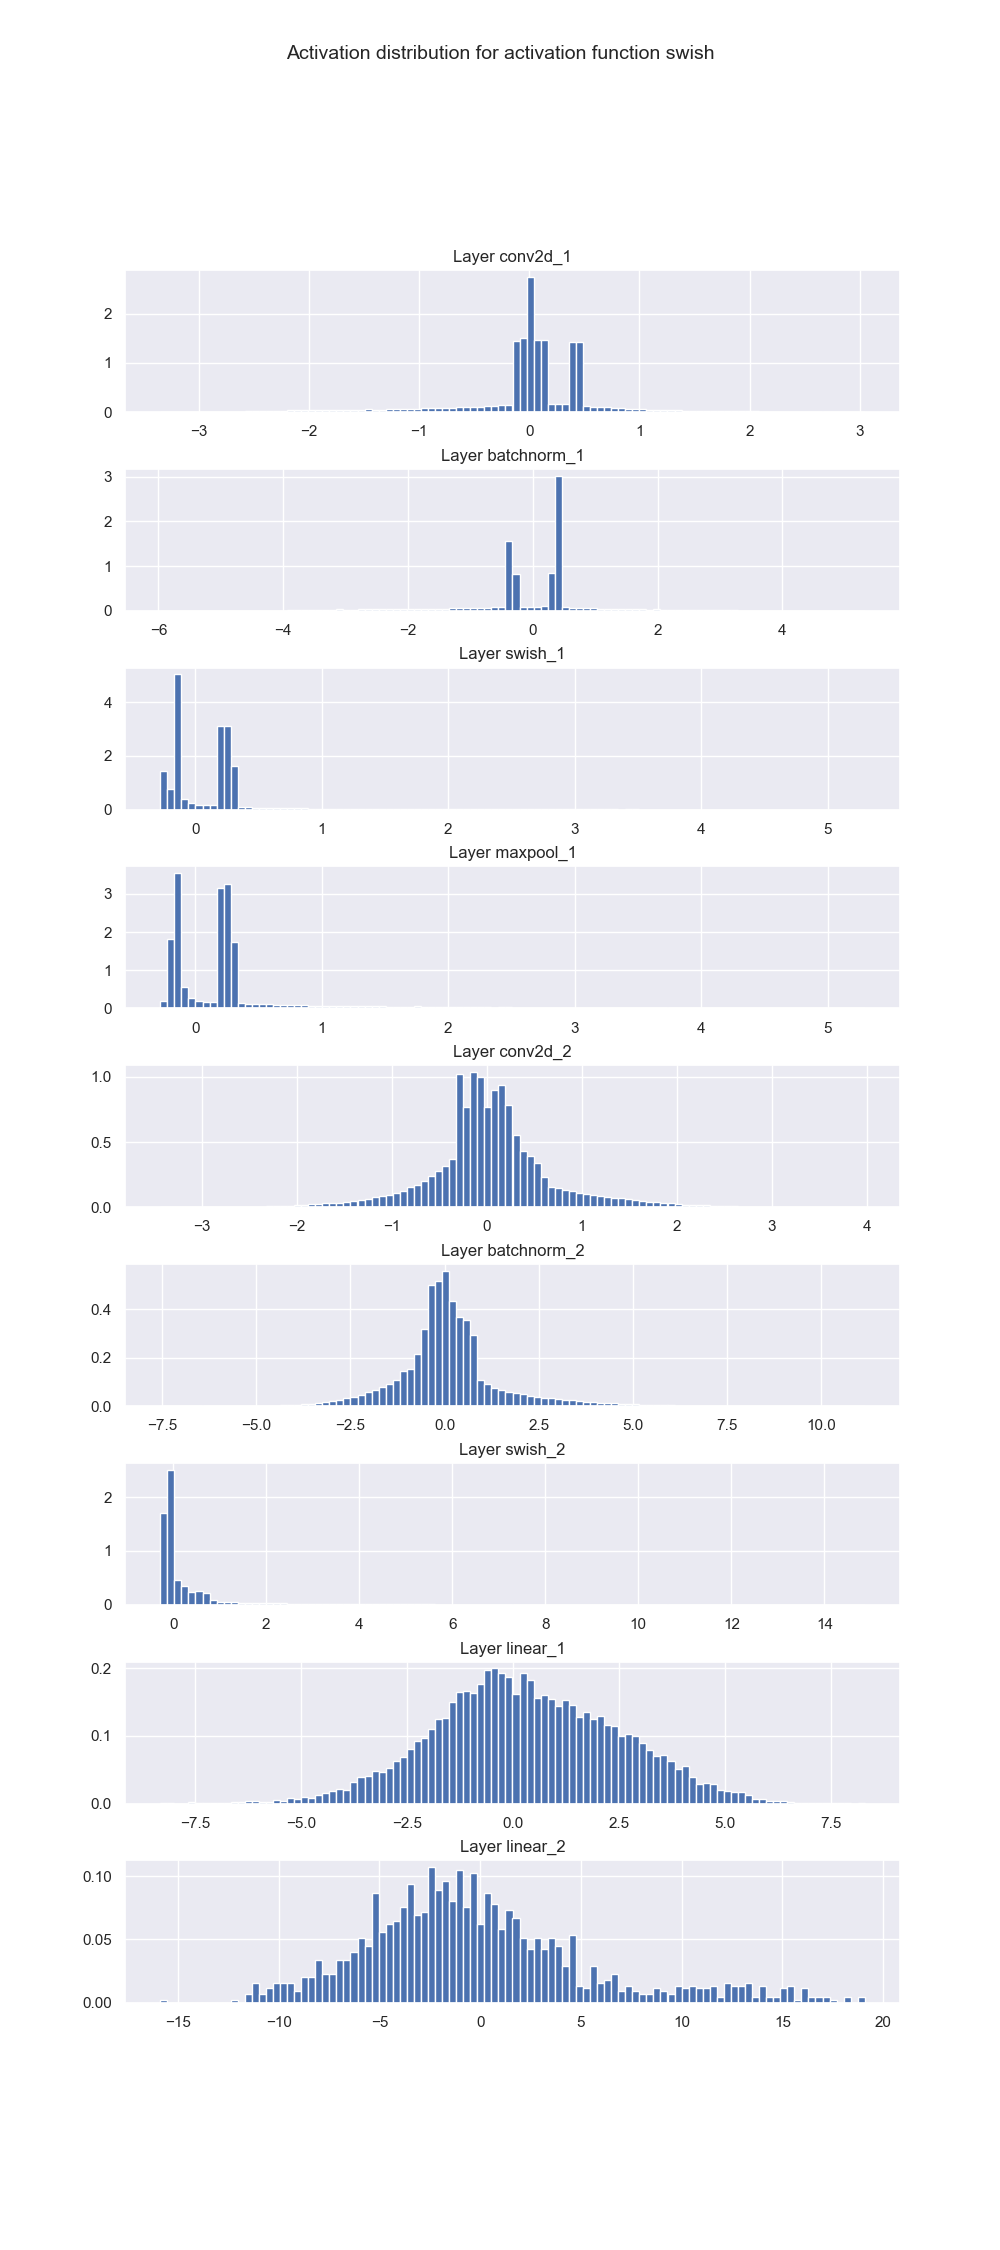 Activation distribution for activation function swish
Layer conv2d_1
2
1
0
−3 −2 −1 0 1 2 3
Layer batchnorm_1
3
2
1
0
−6 −4 −2 0 2 4
Layer swish_1
4
2
0
0 1 2 3 4 5
Layer maxpool_1
3
2
1
0
0 1 2 3 4 5
Layer conv2d_2
1.0
0.5
0.0
−3 −2 −1 0 1 2 3 4
Layer batchnorm_2
0.4
0.2
0.0
−7.5 −5.0 −2.5 0.0 2.5 5.0 7.5 10.0
Layer swish_2
2
1
0
0 2 4 6 8 10 12 14
Layer linear_1
0.2
0.1
0.0
−7.5 −5.0 −2.5 0.0 2.5 5.0 7.5
Layer linear_2
0.10
0.05
0.00
−15 −10 −5 0 5 10 15 20